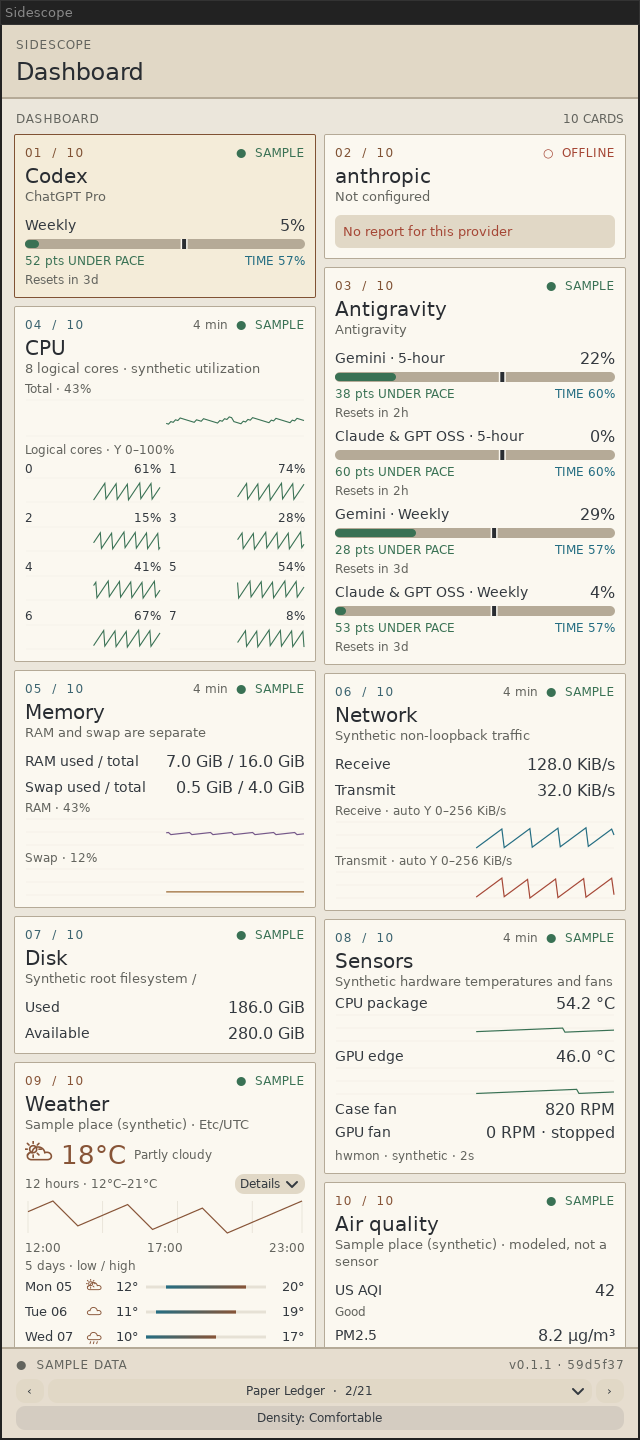 Sidescope
SIDESCOPE
Dashboard
DASHBOARD
10 CARDS
01 / 10
● SAMPLE
Codex
ChatGPT Pro
Weekly
5%
52 pts UNDER PACE
TIME 57%
Resets in 3d
02 / 10
○ OFFLINE
anthropic
Not configured
No report for this provider
03 / 10
● SAMPLE
Antigravity
Antigravity
Gemini · 5-hour
22%
38 pts UNDER PACE
TIME 60%
Resets in 2h
Claude & GPT OSS · 5-hour
0%
60 pts UNDER PACE
TIME 60%
Resets in 2h
Gemini · Weekly
29%
28 pts UNDER PACE
TIME 57%
Resets in 3d
Claude & GPT OSS · Weekly
4%
53 pts UNDER PACE
TIME 57%
Resets in 3d
04 / 10
4 min ● SAMPLE
CPU
8 logical cores · synthetic utilization
Total · 43%
Logical cores · Y 0–100%
0 61% 1 74%
2 15% 3 28%
4 41% 5 54%
6 67% 7 8%
05 / 10
4 min ● SAMPLE
Memory
RAM and swap are separate
RAM used / total
7.0 GiB / 16.0 GiB
Swap used / total
0.5 GiB / 4.0 GiB
RAM · 43%
Swap · 12%
06 / 10
4 min ● SAMPLE
Network
Synthetic non-loopback traffic
Receive
128.0 KiB/s
Transmit
32.0 KiB/s
Receive · auto Y 0–256 KiB/s
Transmit · auto Y 0–256 KiB/s
07 / 10
● SAMPLE
Disk
Synthetic root filesystem /
Used
186.0 GiB
Available
280.0 GiB
08 / 10
4 min ● SAMPLE
Sensors
Synthetic hardware temperatures and fans
CPU package
54.2 °C
GPU edge
46.0 °C
Case fan
820 RPM
GPU fan
0 RPM · stopped
hwmon · synthetic · 2s
09 / 10
● SAMPLE
Weather
Sample place (synthetic) · Etc/UTC
18°C Partly cloudy
12 hours · 12°C–21°C
Details
12:00 17:00 23:00
5 days · low / high
Mon 05 12° 20°
Tue 06 11° 19°
Wed 07 10° 17°
10 / 10
● SAMPLE
Air quality
Sample place (synthetic) · modeled, not a
sensor
US AQI
42
Good
PM2.5
8.2 µg/m³
● SAMPLE DATA
v0.1.1 · 59d5f37
‹
Paper Ledger · 2/21
›
Density: Comfortable